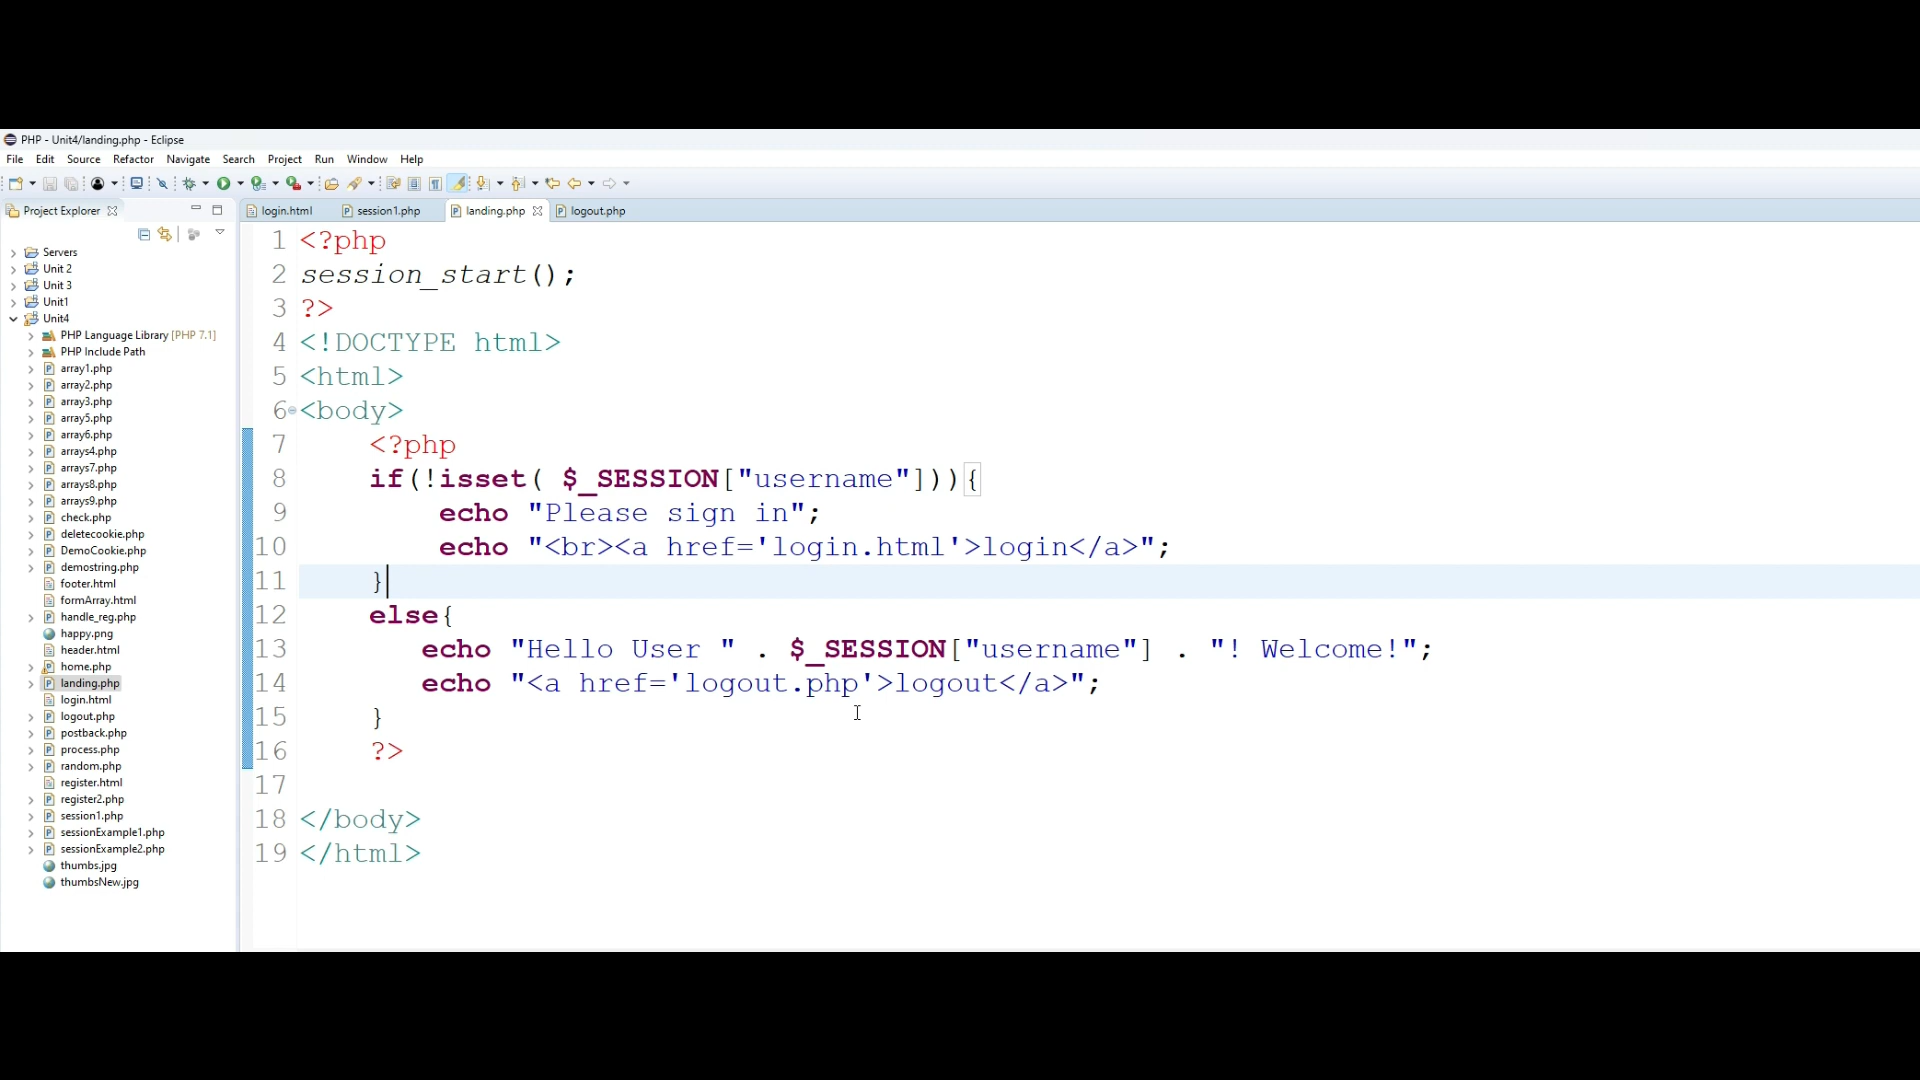 PHP - Unit4/landing.php - Eclipse
File Edit Source Refactor Navigate Search Project Run Window Help
Project Explorer
login.html session1.php landing.php logout.php
Servers
Unit 2
Unit 3
Unit1
Unit4
PHP Language Library [PHP 7.1]
PHP Include Path
array1.php
array2.php
array3.php
array5.php
array6.php
arrays4.php
arrays7.php
arrays8.php
arrays9.php
check.php
deletecookie.php
DemoCookie.php
demostring.php
footer.html
formArray.html
handle_reg.php
happy.png
header.html
home.php
landing.php
login.html
logout.php
postback.php
process.php
random.php
register.html
register2.php
session1.php
sessionExample1.php
sessionExample2.php
thumbs.jpg
thumbsNew.jpg
1 <?php
2 session_start();
3 ?>
4 <!DOCTYPE html>
5 <html>
6 <body>
7 <?php
8 if(!isset( $_SESSION["username"])){
9 echo "Please sign in";
10 echo "<br><a href='login.html'>login</a>";
11 }
12 else{
13 echo "Hello User " . $_SESSION["username"] . "! Welcome!";
14 echo "<a href='logout.php'>logout</a>";
15 }
16 ?>
17
18 </body>
19 </html>